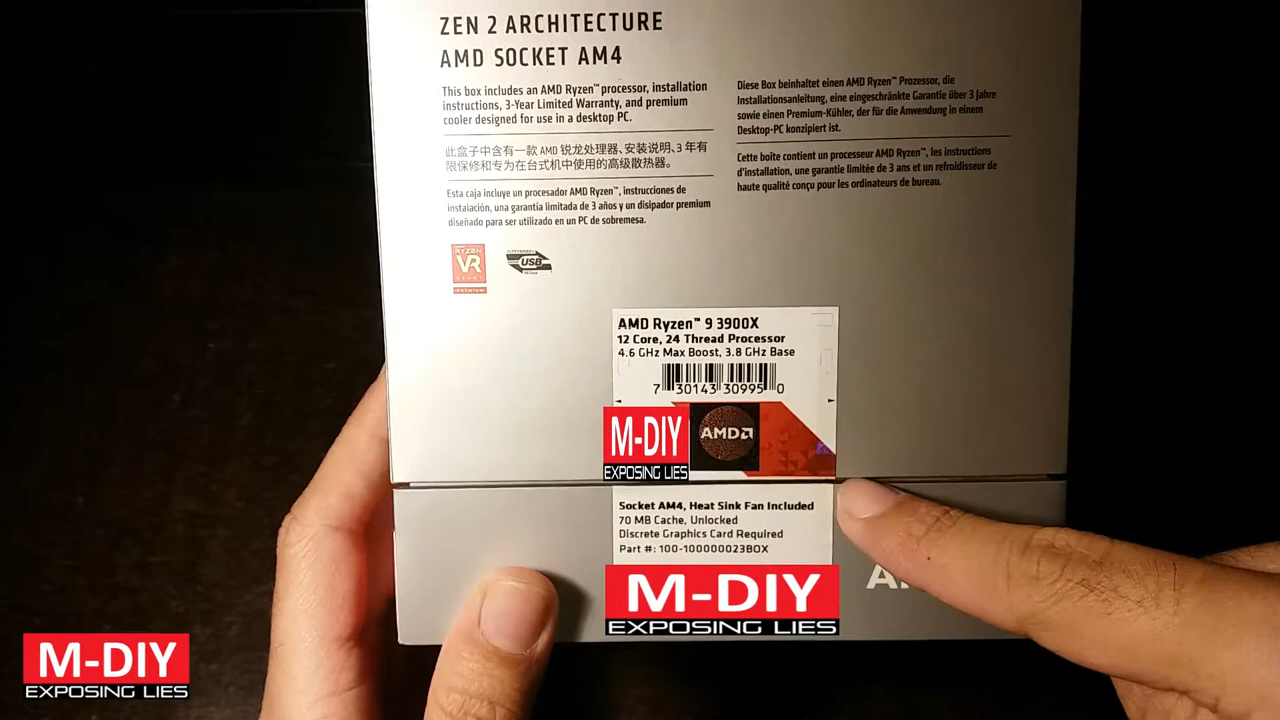 ZEN 2 ARCHITECTURE
AMD SOCKET AM4
This box includes an AMD Ryzen™ processor, installation
instructions, 3-Year Limited Warranty, and premium
cooler designed for use in a desktop PC.
此盒子中含有一款 AMD 锐龙处理器、安装说明、3 年有
限保修和专为在台式机中使用的高级散热器。
Esta caja incluye un procesador AMD Ryzen™, instrucciones de
instalación, una garantía limitada de 3 años y un disipador premium
diseñado para ser utilizado en un PC de sobremesa.
Diese Box beinhaltet einen AMD Ryzen™ Prozessor, die
Installationsanleitung, eine eingeschränkte Garantie über 3 Jahre
sowie einen Premium-Kühler, der für die Anwendung in einem
Desktop-PC konzipiert ist.
Cette boîte contient un processeur AMD Ryzen™, les instructions
d'installation, une garantie limitée de 3 ans et un refroidisseur de
haute qualité conçu pour les ordinateurs de bureau.
RYZEN
VR
READY
PREMIUM
SUPERSPEED+
USB
AMD Ryzen™ 9 3900X
12 Core, 24 Thread Processor
4.6 GHz Max Boost, 3.8 GHz Base
7 30143 30995 0
M-DIY
EXPOSING LIES
AMD
Socket AM4, Heat Sink Fan Included
70 MB Cache, Unlocked
Discrete Graphics Card Required
Part #: 100-100000023BOX
M-DIY
EXPOSING LIES
M-DIY
EXPOSING LIES